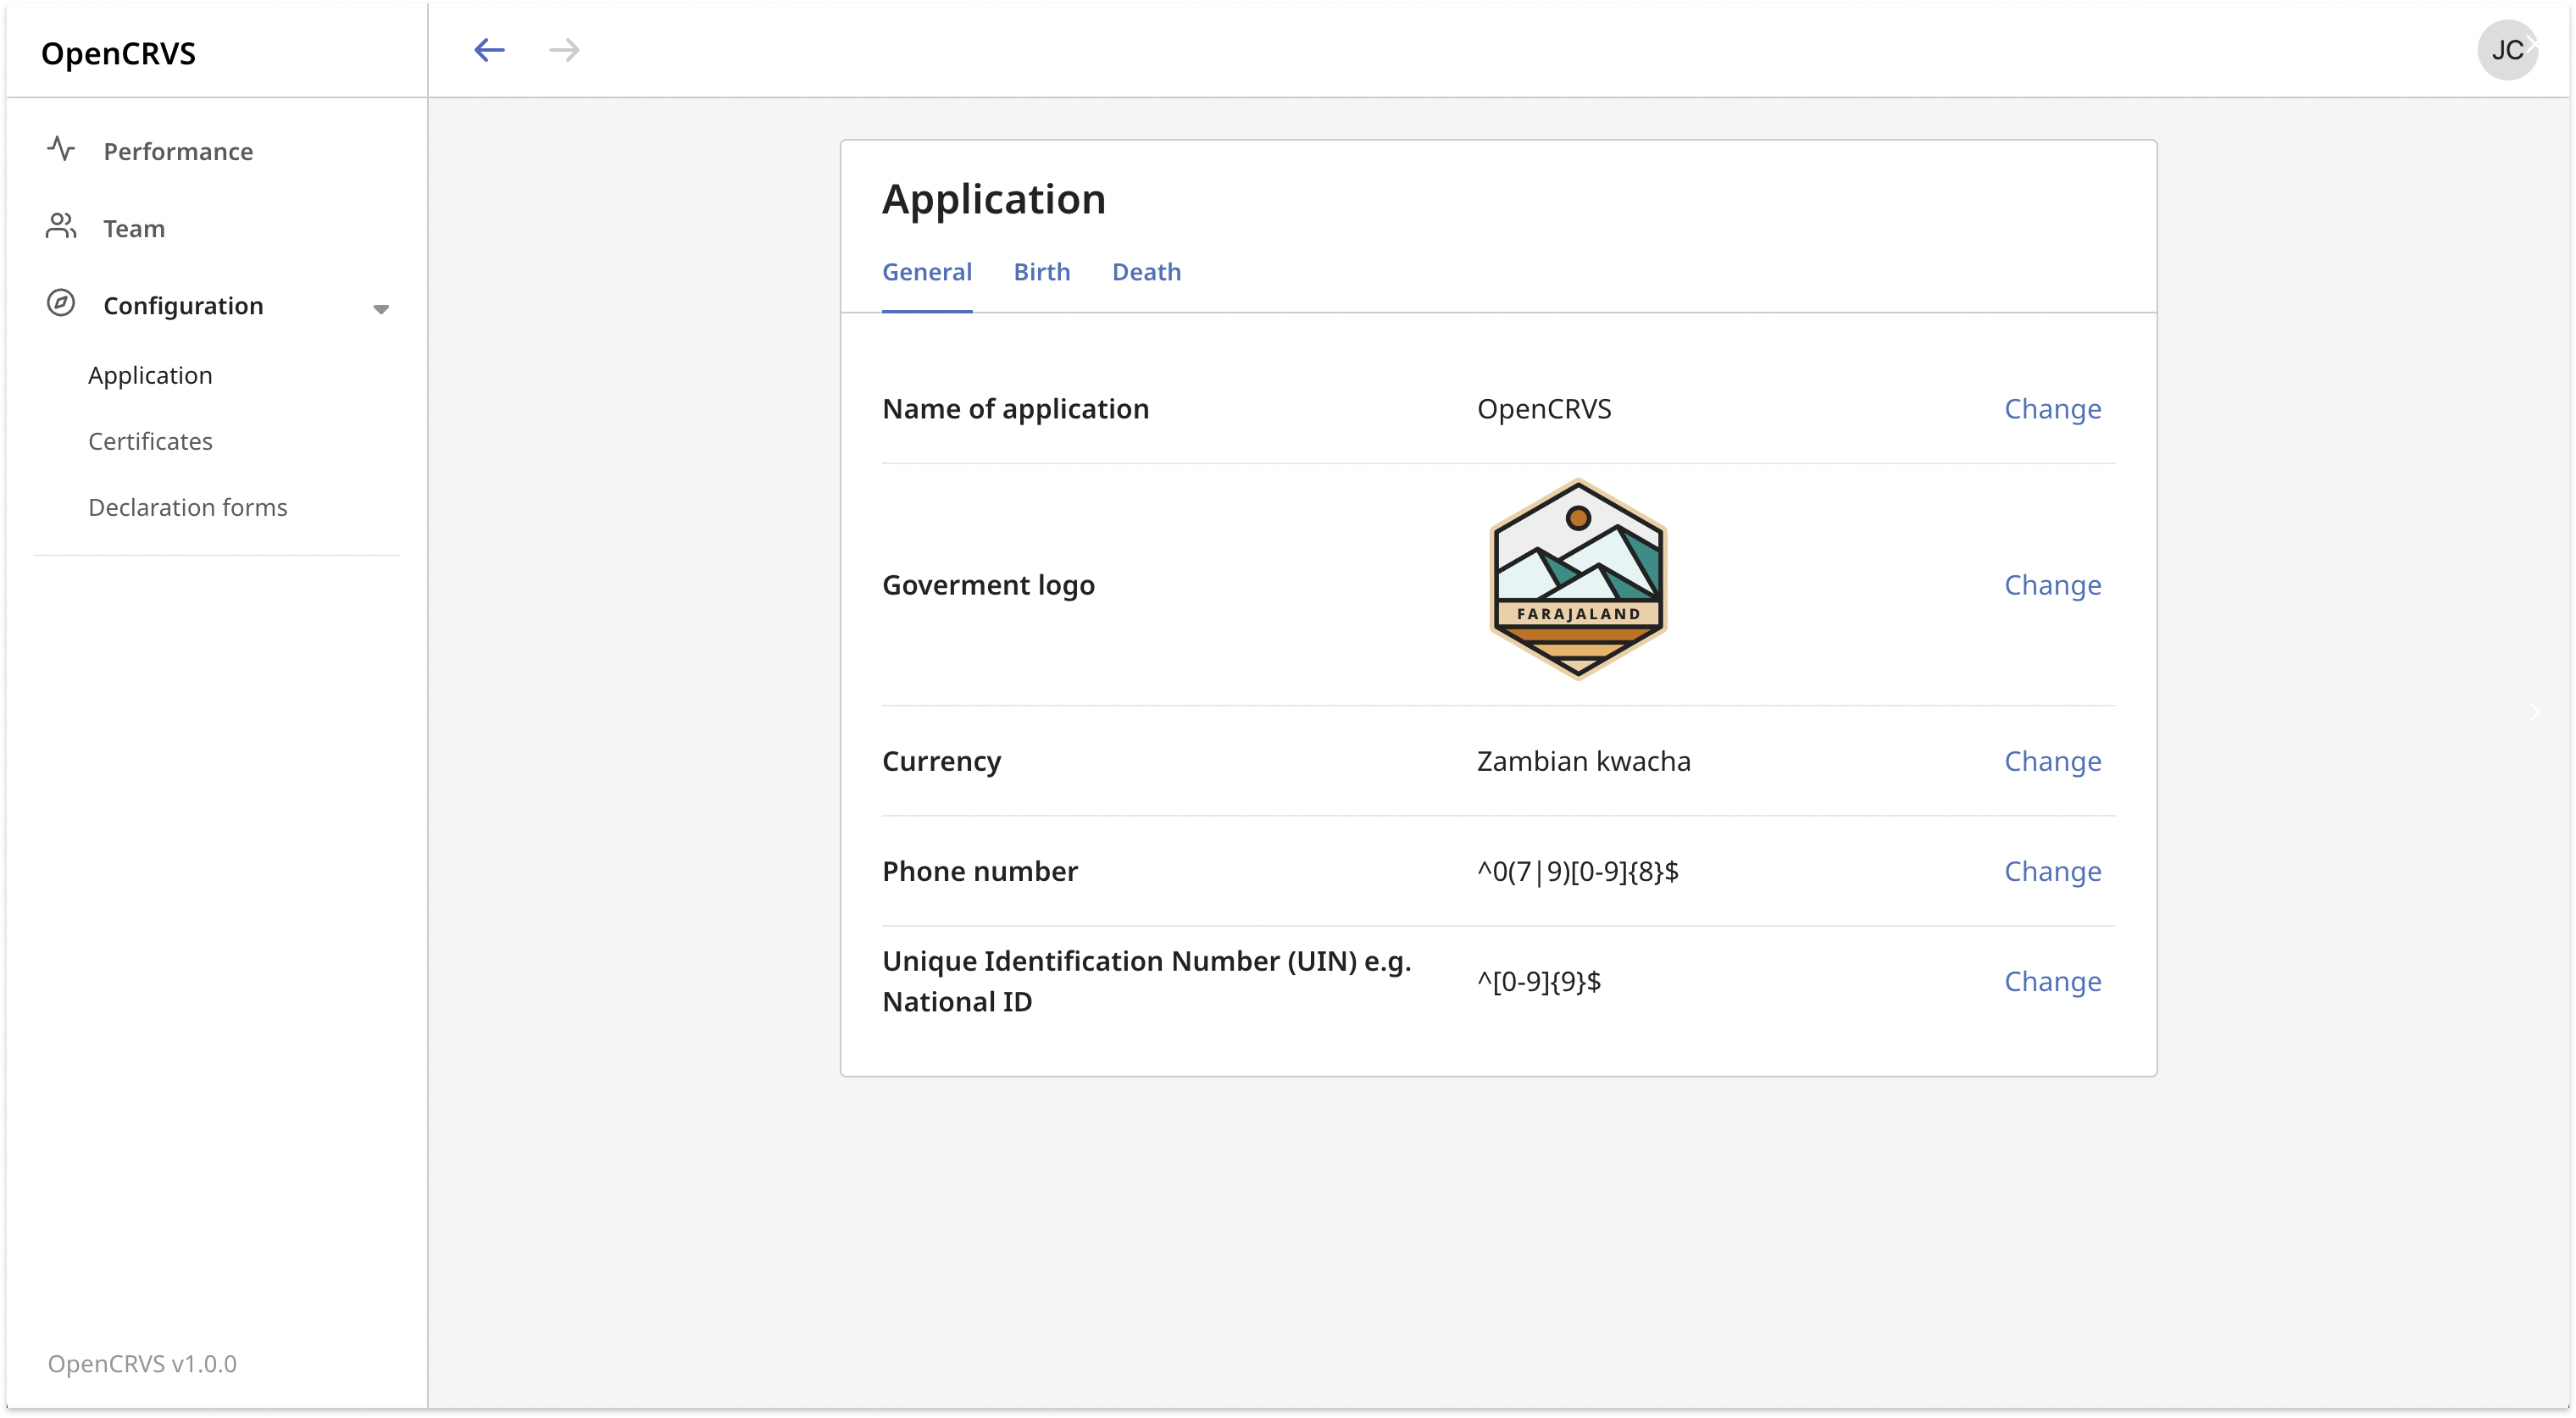 OpenCRVS
JC
Performance
Team
Configuration
Application
Certificates
Declaration forms
OpenCRVS v1.0.0
Application
General Birth Death
Name of application OpenCRVS Change
Goverment logo FARAJALAND Change
Currency Zambian kwacha Change
Phone number ^0(7|9)[0-9]{8}$ Change
Unique Identification Number (UIN) e.g.
National ID ^[0-9]{9}$ Change